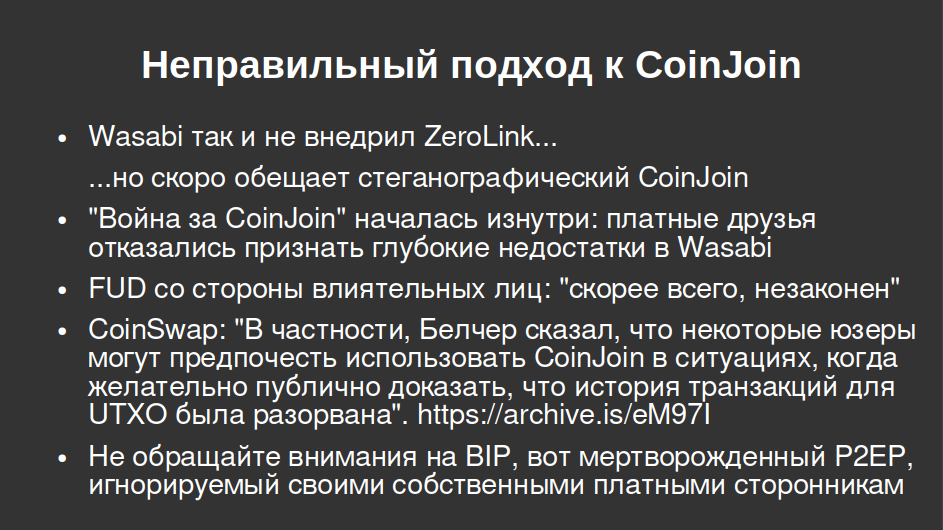 Неправильный подход к CoinJoin
• Wasabi так и не внедрил ZeroLink...
...но скоро обещает стеганографический CoinJoin
• "Война за CoinJoin" началась изнутри: платные друзья
отказались признать глубокие недостатки в Wasabi
• FUD со стороны влиятельных лиц: "скорее всего, незаконен"
• CoinSwap: "В частности, Белчер сказал, что некоторые юзеры
могут предпочесть использовать CoinJoin в ситуациях, когда
желательно публично доказать, что история транзакций для
UTXO была разорвана". https://archive.is/eM97I
• Не обращайте внимания на BIP, вот мертворожденный P2EP,
игнорируемый своими собственными платными сторонникам